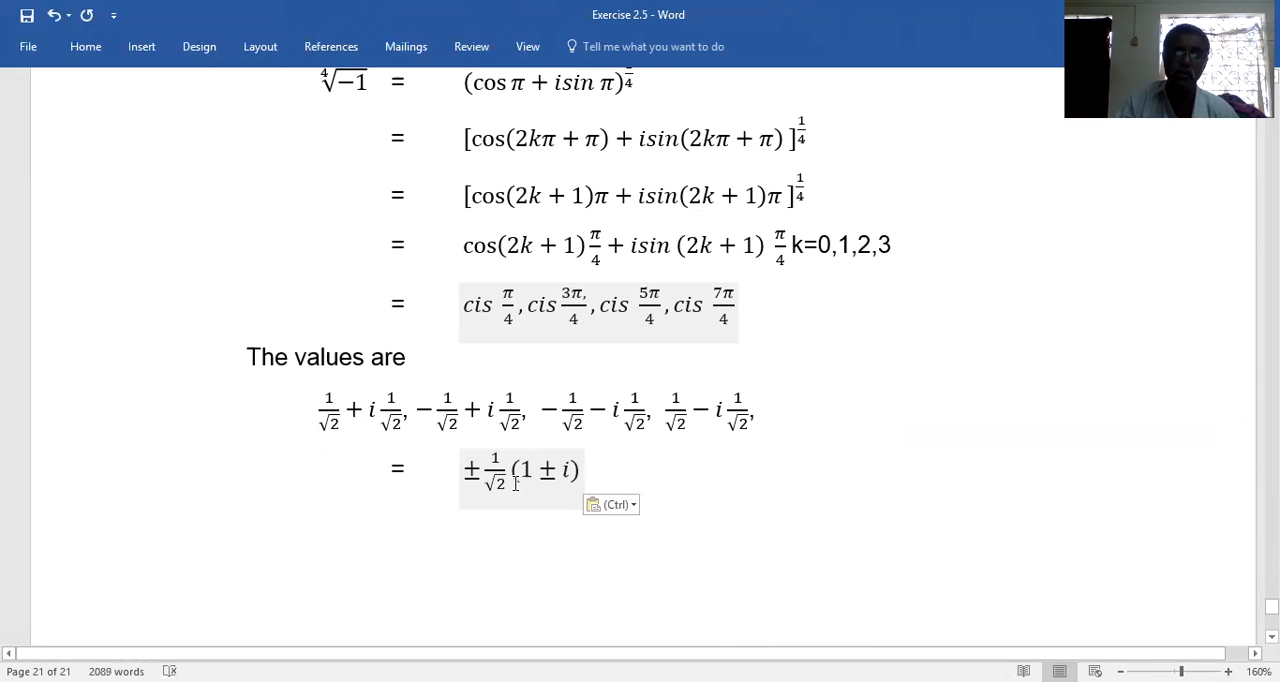 Exercise 2.5 - Word
File Home Insert Design Layout References Mailings Review View Tell me what you want to do
∜−1 = (cos π + isin π)^(1/4)
= [cos(2kπ + π) + isin(2kπ + π) ]^(1/4)
= [cos(2k + 1)π + isin(2k + 1)π ]^(1/4)
= cos(2k + 1) π/4 + isin (2k + 1) π/4 k=0,1,2,3
= cis π/4 , cis 3π,/4 , cis 5π/4 , cis 7π/4
The values are
1/√2 + i 1/√2, − 1/√2 + i 1/√2, − 1/√2 − i 1/√2, 1/√2 − i 1/√2,
= ± 1/√2 (1 ± i)
(Ctrl)
Page 21 of 21 2089 words 160%